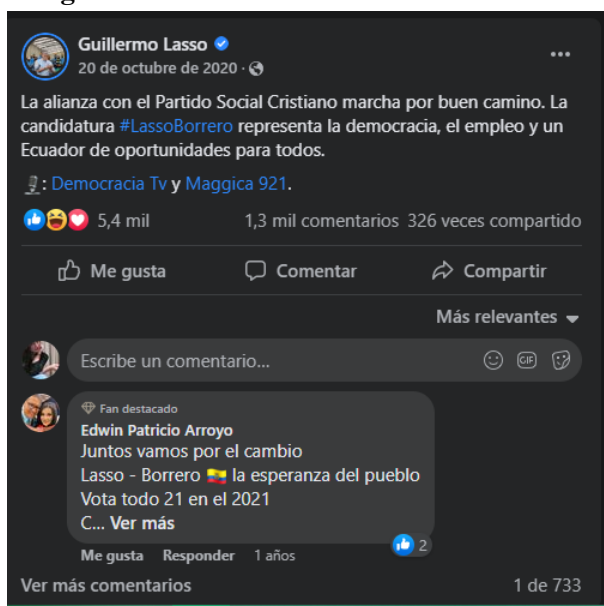 Guillermo Lasso
20 de octubre de 2020 ·
La alianza con el Partido Social Cristiano marcha por buen camino. La
candidatura #LassoBorrero representa la democracia, el empleo y un
Ecuador de oportunidades para todos.
: Democracia Tv y Maggica 921.
5,4 mil 1,3 mil comentarios 326 veces compartido
Me gusta Comentar Compartir
Más relevantes
Escribe un comentario... GIF
Fan destacado
Edwin Patricio Arroyo
Juntos vamos por el cambio
Lasso - Borrero 🇪🇨 la esperanza del pueblo
Vota todo 21 en el 2021
C... Ver más
2
Me gusta Responder 1 años
Ver más comentarios 1 de 733